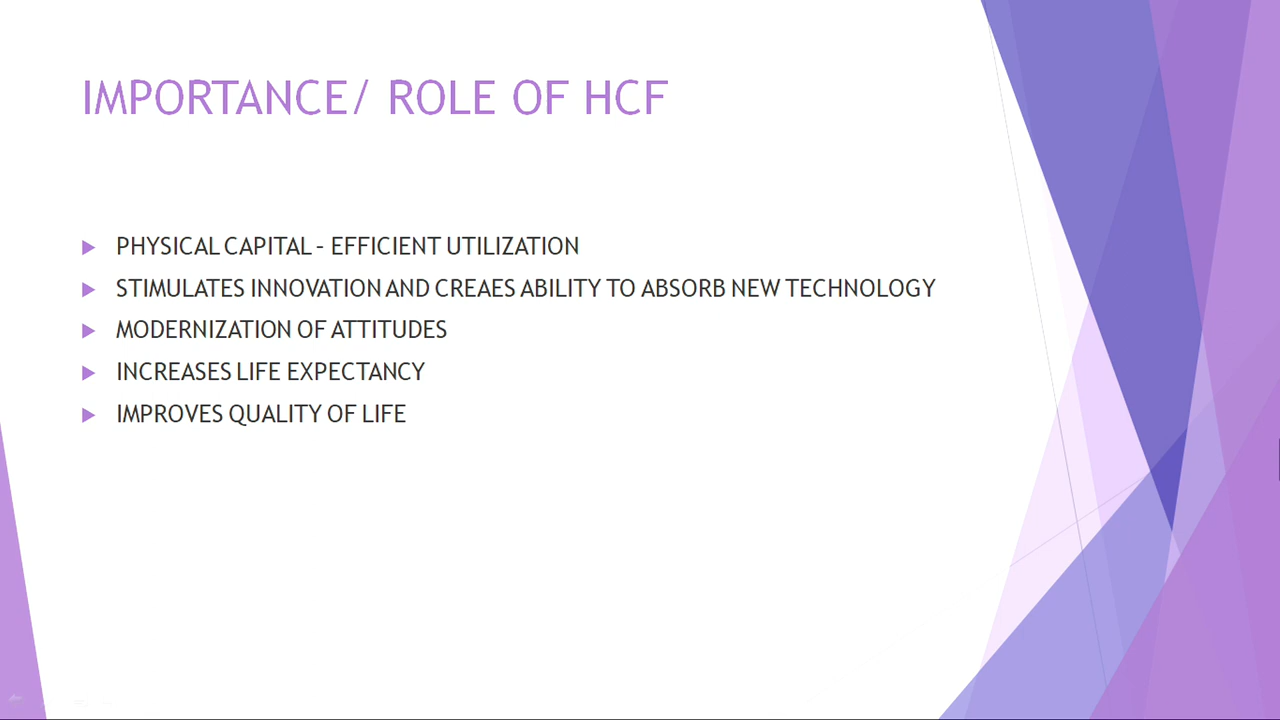 IMPORTANCE/ ROLE OF HCF
PHYSICAL CAPITAL – EFFICIENT UTILIZATION
STIMULATES INNOVATION AND CREAES ABILITY TO ABSORB NEW TECHNOLOGY
MODERNIZATION OF ATTITUDES
INCREASES LIFE EXPECTANCY
IMPROVES QUALITY OF LIFE